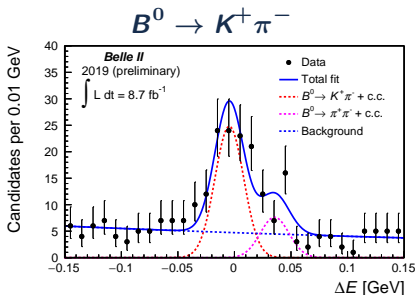 B⁰ → K⁺π⁻
Candidates per 0.01 GeV
40
35
30
25
20
15
10
5
0
Belle II
2019 (preliminary)
∫ L dt = 8.7 fb⁻¹
Data
Total fit
B⁰→ K⁺π⁻ + c.c.
B⁰→ π⁺π⁻ + c.c.
Background
−0.15 −0.1 −0.05 0 0.05 0.1 0.15
ΔE [GeV]